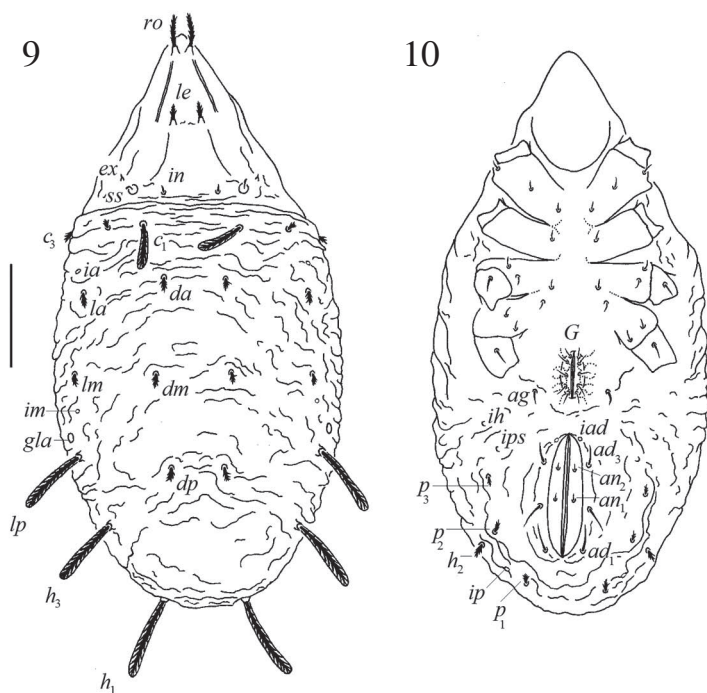 9
ro
le
ex
in
ss
c3
c1
ia
la
da
lm
dm
im
gla
dp
lp
h3
h1
10
G
ag
ih
iad
ips
ad3
an2
p3
an1
p2
ad1
h2
ip
p1